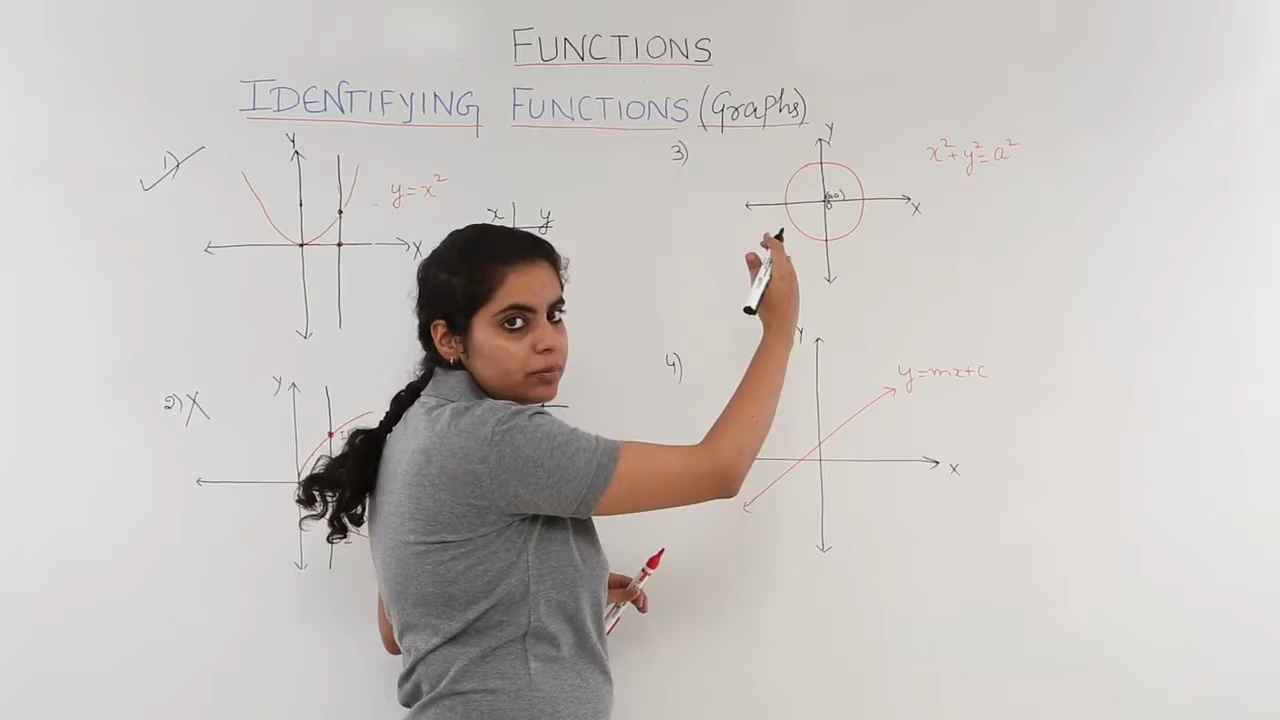 FUNCTIONS
IDENTIFYING FUNCTIONS (Graphs)
1)
Y
X
y = x²
x | y
2) X
Y
3)
Y
X
(0,0)
x² + y² = a²
4)
Y
X
y = mx + c